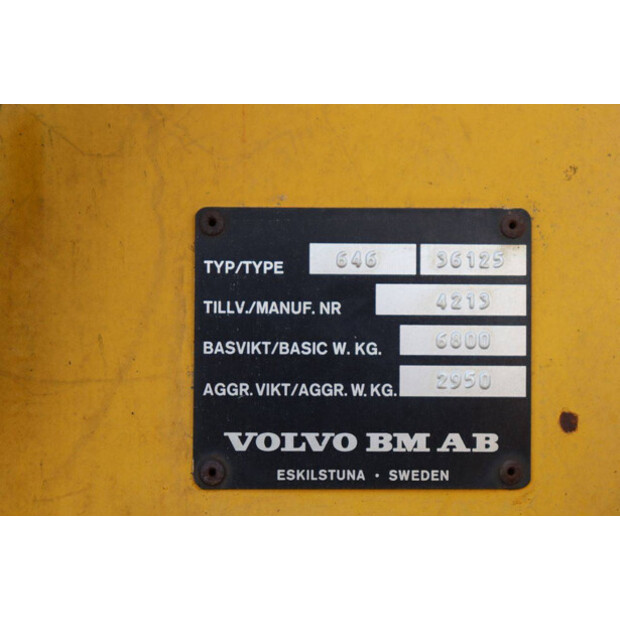 TYP/TYPE 646 36125
TILLV./MANUF. NR 4213
BASVIKT/BASIC W. KG. 6800
AGGR. VIKT/AGGR. W. KG. 2950
VOLVO BM AB
ESKILSTUNA · SWEDEN